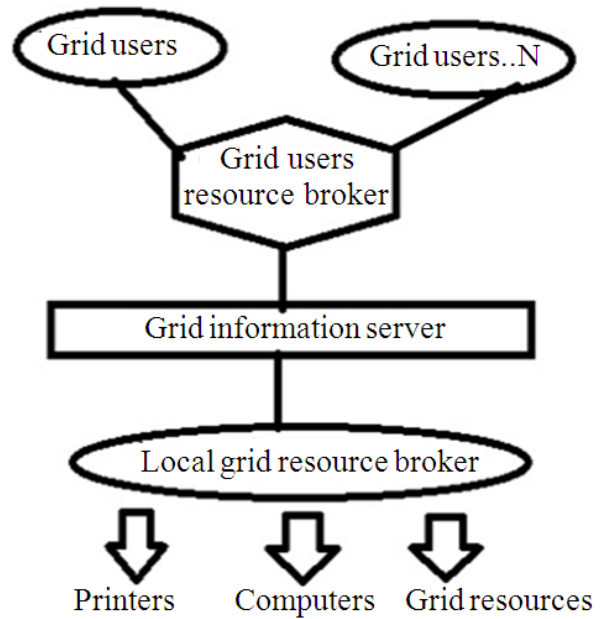 Grid users
Grid users..N
Grid users
resource broker
Grid information server
Local grid resource broker
Printers
Computers
Grid resources